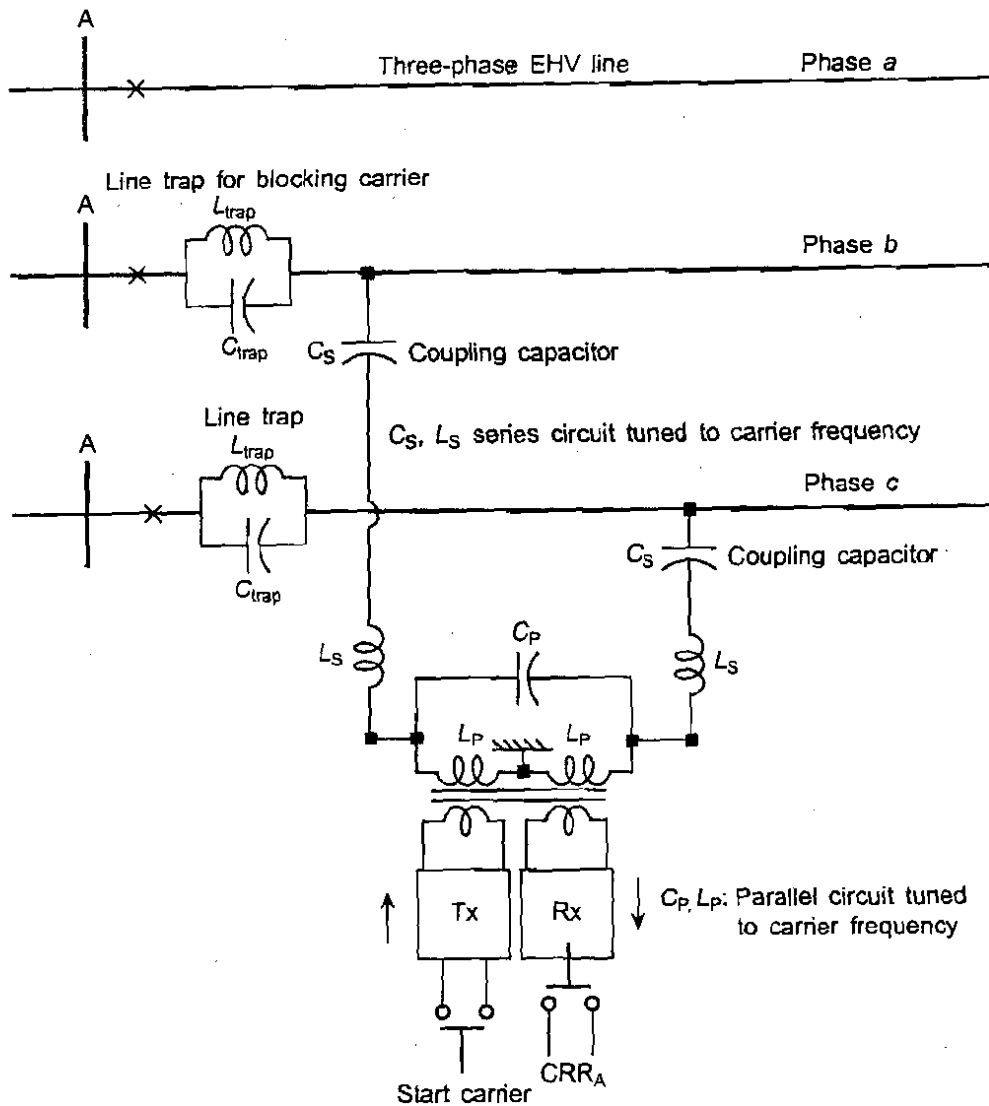 A
Three-phase EHV line
Phase a
Line trap for blocking carrier
A
L_trap
Phase b
C_trap
C_S
Coupling capacitor
Line trap
A
L_trap
C_S, L_S series circuit tuned to carrier frequency
Phase c
C_S
Coupling capacitor
C_trap
C_P
L_S
L_S
L_P
L_P
Tx
Rx
C_P, L_P: Parallel circuit tuned
to carrier frequency
CRR_A
Start carrier